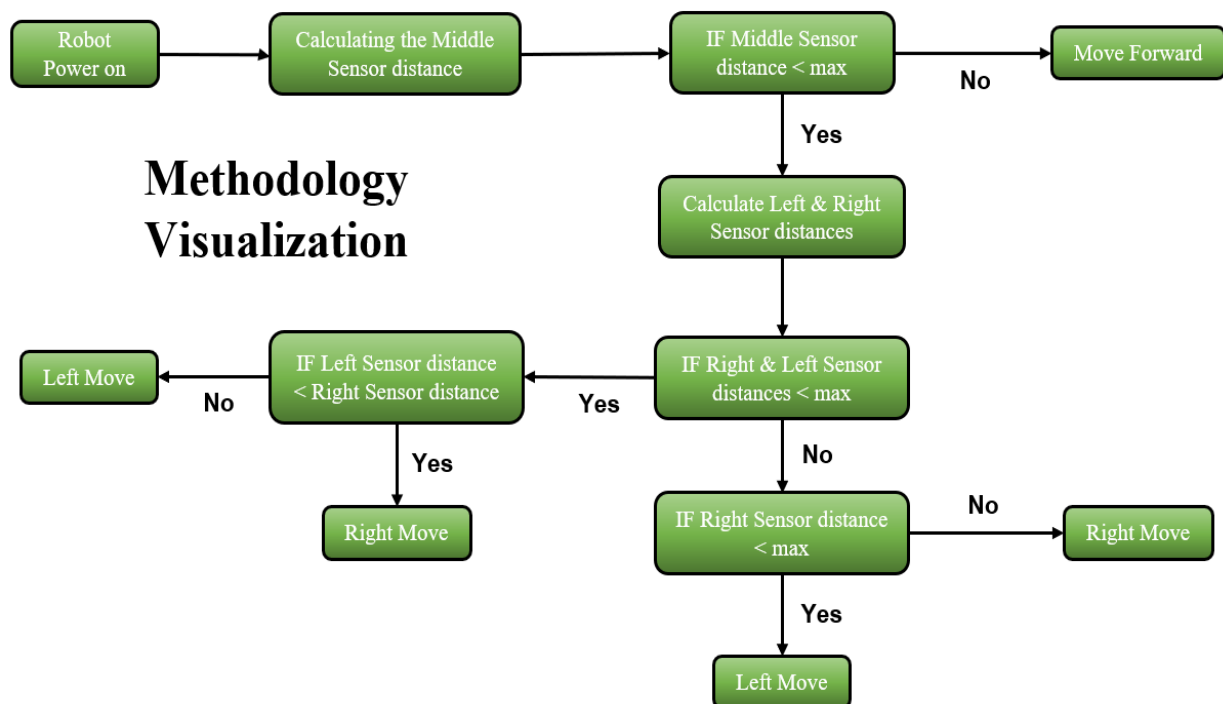 Robot
Power on
Calculating the Middle
Sensor distance
IF Middle Sensor
distance < max
No
Move Forward
Yes
Methodology
Visualization
Calculate Left & Right
Sensor distances
Left Move
No
IF Left Sensor distance
< Right Sensor distance
Yes
IF Right & Left Sensor
distances < max
Yes
No
Right Move
IF Right Sensor distance
< max
No
Right Move
Yes
Left Move